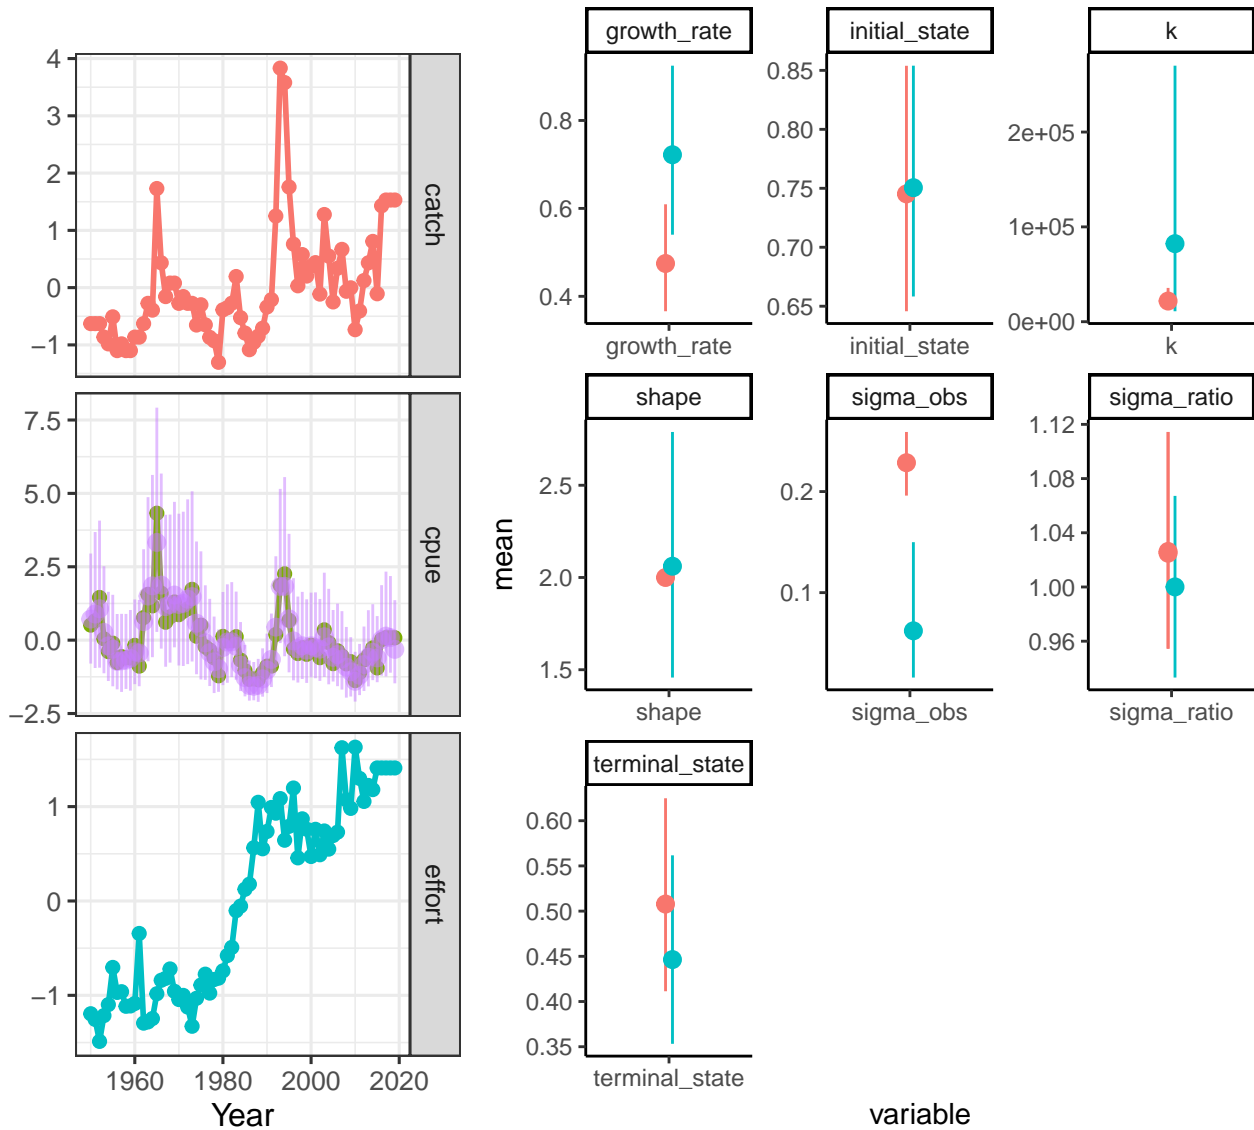 4
3
2
1
0
−1
catch
7.5
5.0
2.5
0.0
−2.5
cpue
1
0
−1
effort
1960
1980
2000
2020
Year
mean
growth_rate
0.8
0.6
0.4
growth_rate
initial_state
0.85
0.80
0.75
0.70
0.65
initial_state
k
2e+05
1e+05
0e+00
k
shape
2.5
2.0
1.5
shape
sigma_obs
0.2
0.1
sigma_obs
sigma_ratio
1.12
1.08
1.04
1.00
0.96
sigma_ratio
terminal_state
0.60
0.55
0.50
0.45
0.40
0.35
terminal_state
variable